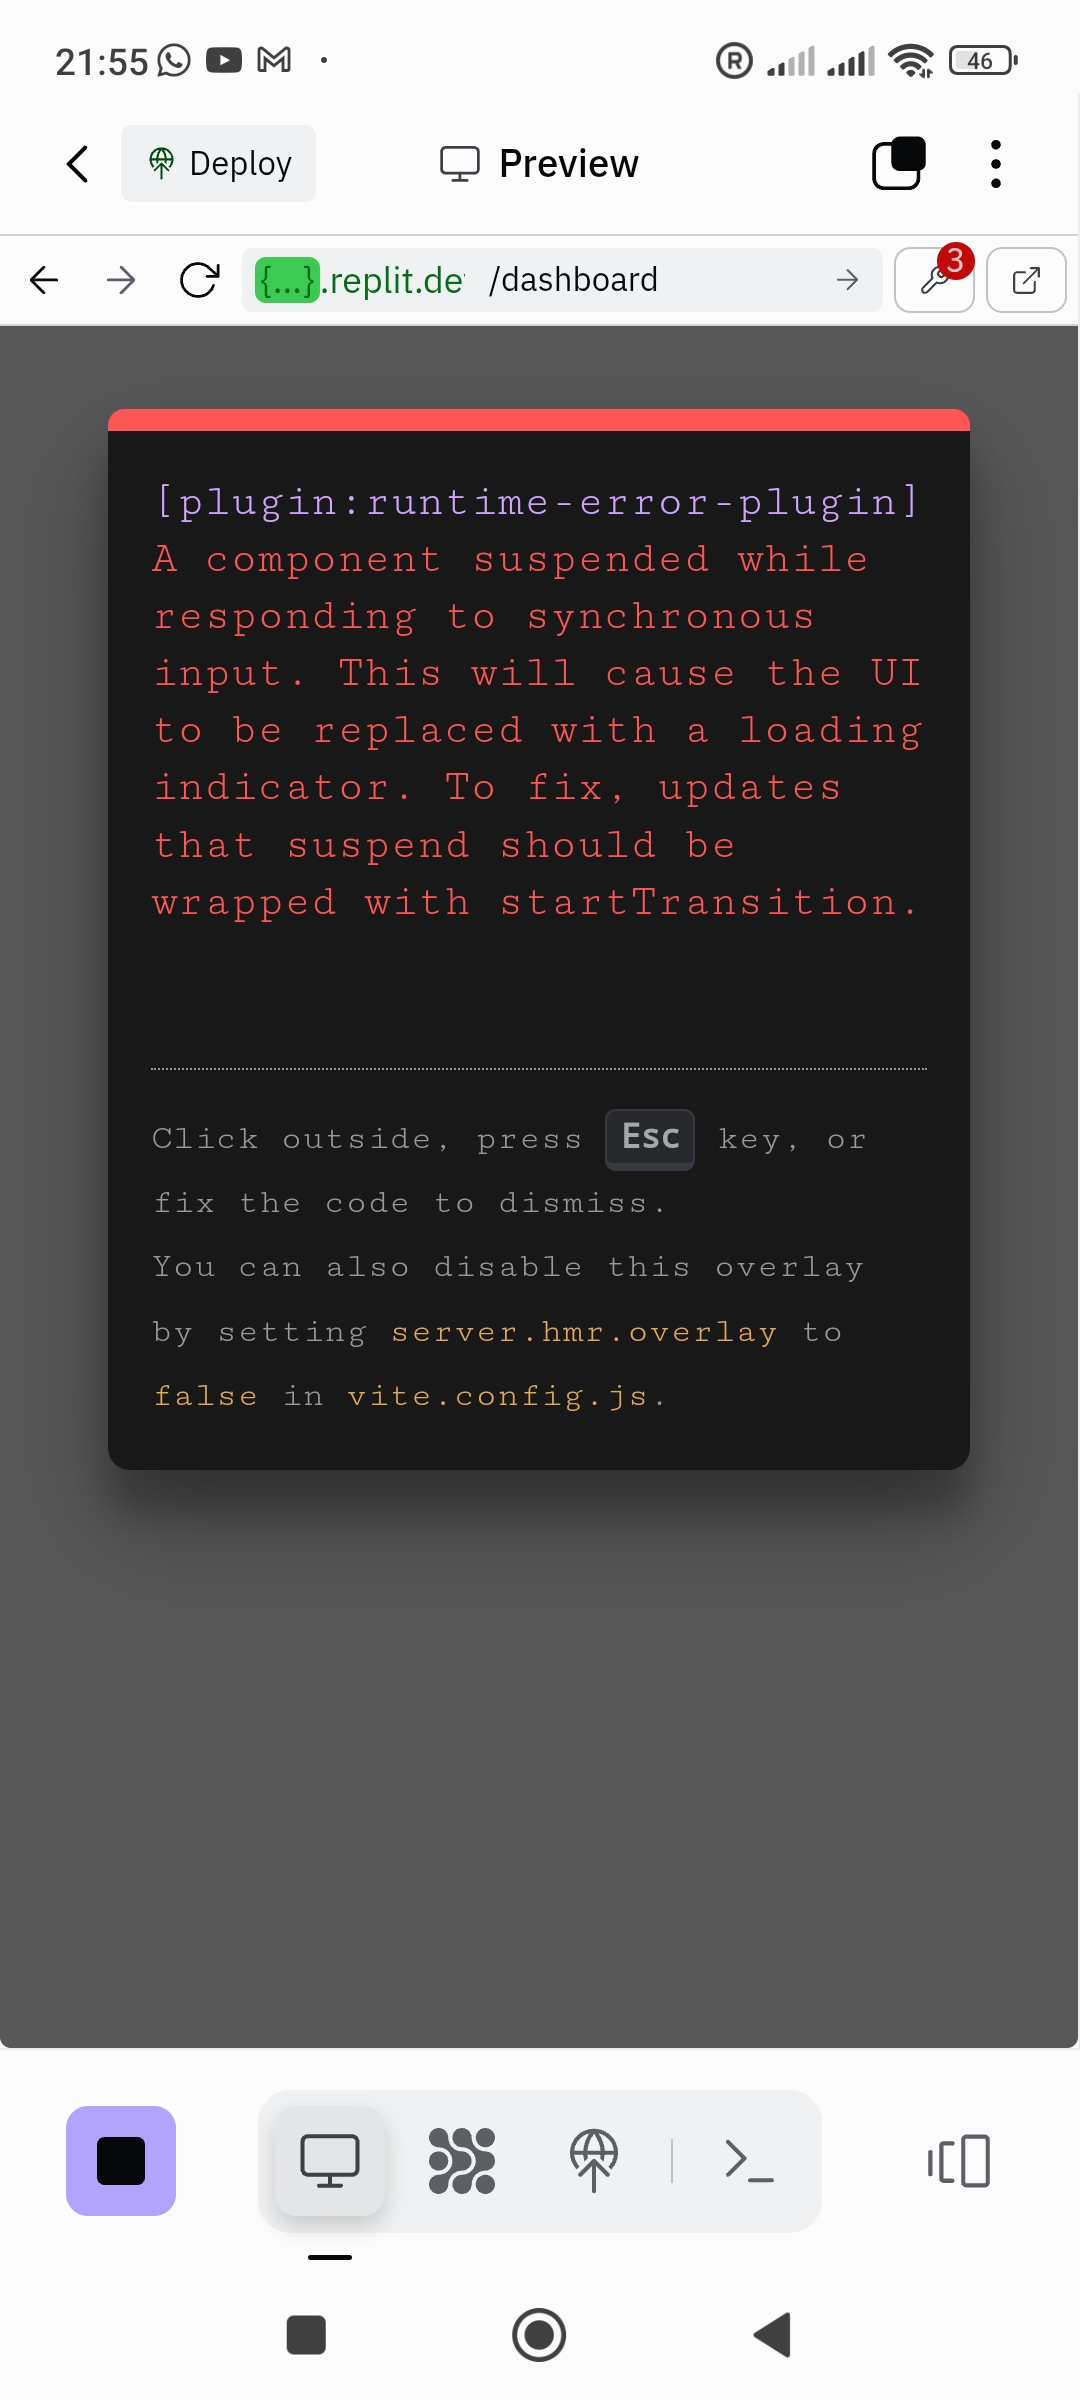 21:55
R
46
Deploy
Preview
{...}.replit.de
/dashboard
3
[plugin:runtime-error-plugin]
A component suspended while
responding to synchronous
input. This will cause the UI
to be replaced with a loading
indicator. To fix, updates
that suspend should be
wrapped with startTransition.
Click outside, press Esc key, or
fix the code to dismiss.
You can also disable this overlay
by setting server.hmr.overlay to
false in vite.config.js.